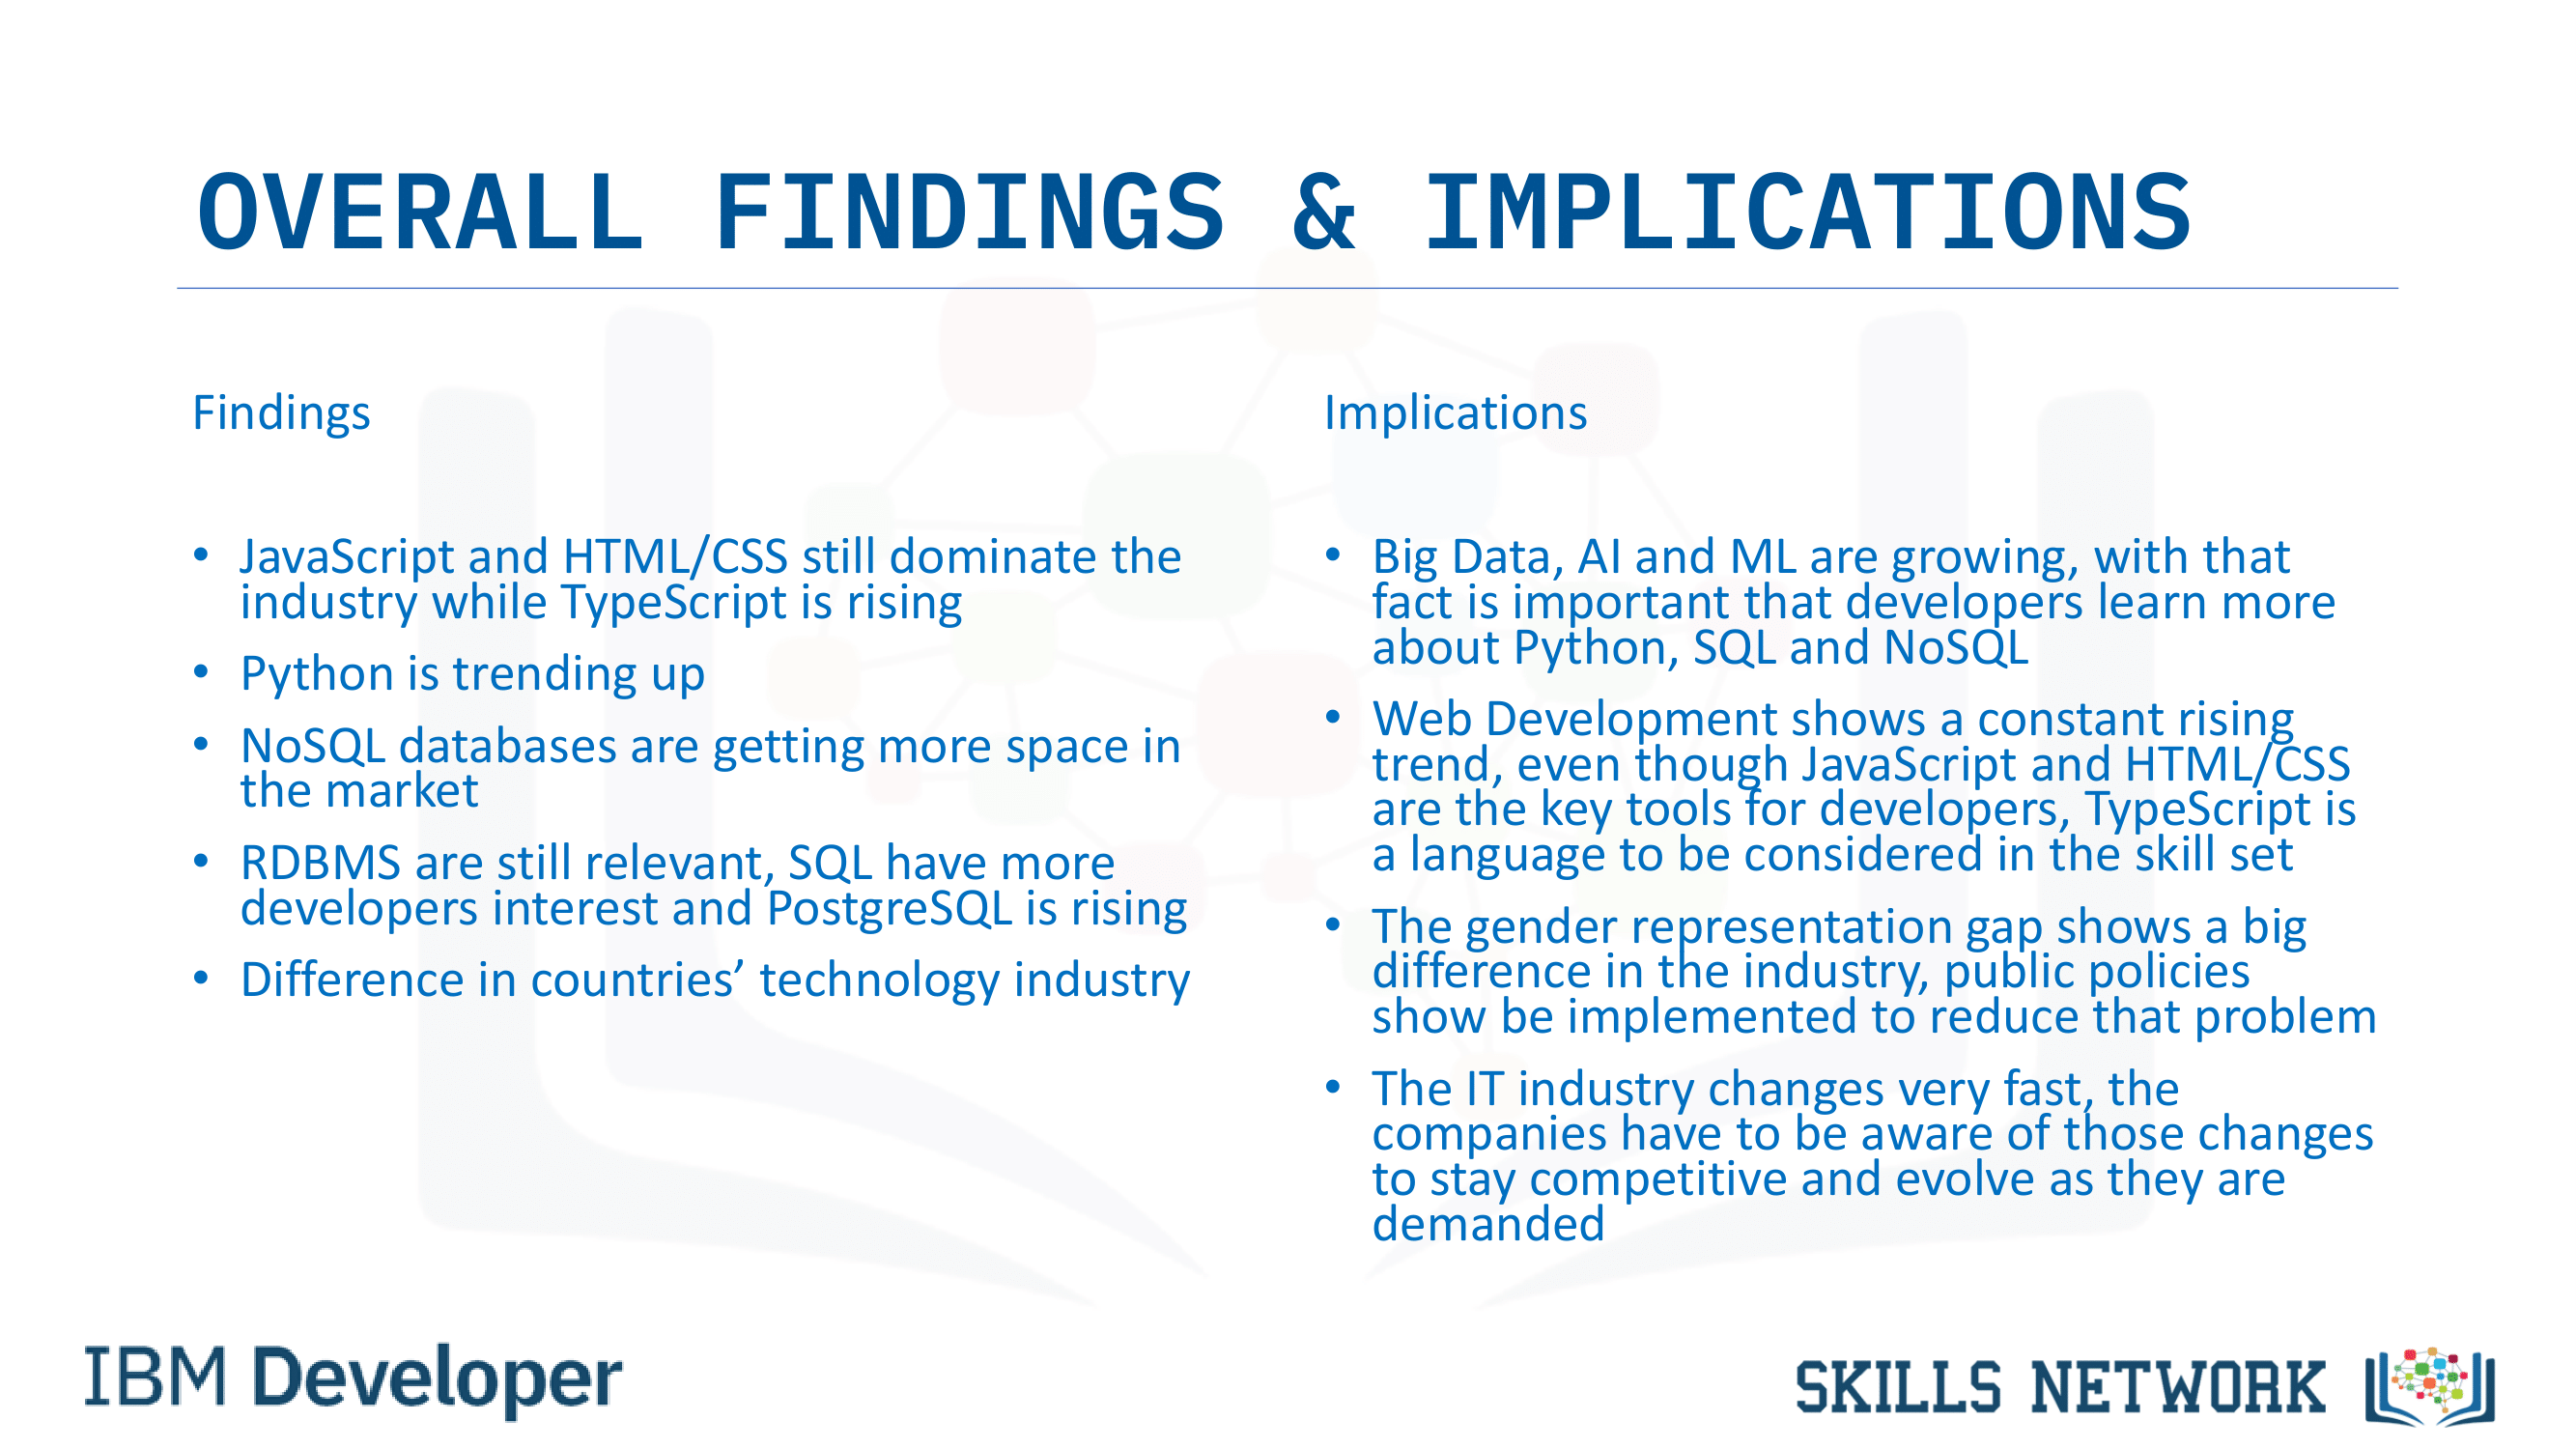 OVERALL FINDINGS & IMPLICATIONS
Findings
• JavaScript and HTML/CSS still dominate the
industry while TypeScript is rising
• Python is trending up
• NoSQL databases are getting more space in
the market
• RDBMS are still relevant, SQL have more
developers interest and PostgreSQL is rising
• Difference in countries’ technology industry
Implications
• Big Data, AI and ML are growing, with that
fact is important that developers learn more
about Python, SQL and NoSQL
• Web Development shows a constant rising
trend, even though JavaScript and HTML/CSS
are the key tools for developers, TypeScript is
a language to be considered in the skill set
• The gender representation gap shows a big
difference in the industry, public policies
show be implemented to reduce that problem
• The IT industry changes very fast, the
companies have to be aware of those changes
to stay competitive and evolve as they are
demanded
IBM Developer
SKILLS NETWORK